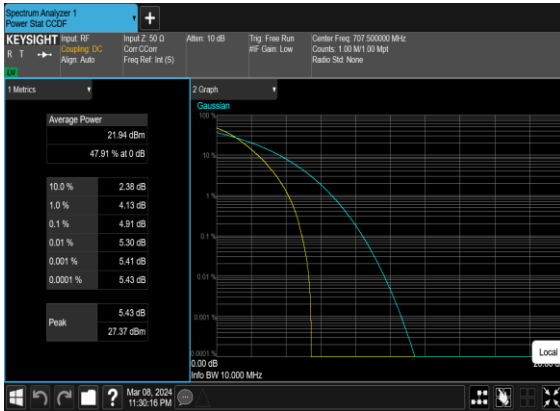 Spectrum Analyzer 1
Power Stat CCDF
KEYSIGHT
R T
LV
Input: RF
Coupling: DC
Align: Auto
Input Z: 50 Ω
Corr CCorr
Freq Ref: Int (S)
Atten: 10 dB
Trig: Free Run
#IF Gain: Low
Center Freq: 707.500000 MHz
Counts: 1.00 M/1.00 Mpt
Radio Std: None
1 Metrics
Average Power
21.94 dBm
47.91 % at 0 dB
10.0 % 2.38 dB
1.0 % 4.13 dB
0.1 % 4.91 dB
0.01 % 5.30 dB
0.001 % 5.41 dB
0.0001 % 5.43 dB
Peak 5.43 dB
27.37 dBm
2 Graph
Gaussian
100 %
10 %
1 %
0.1 %
0.01 %
0.001 %
0.0001 %
0.00 dB
Info BW 10.000 MHz
Local
Mar 08, 2024
11:30:16 PM